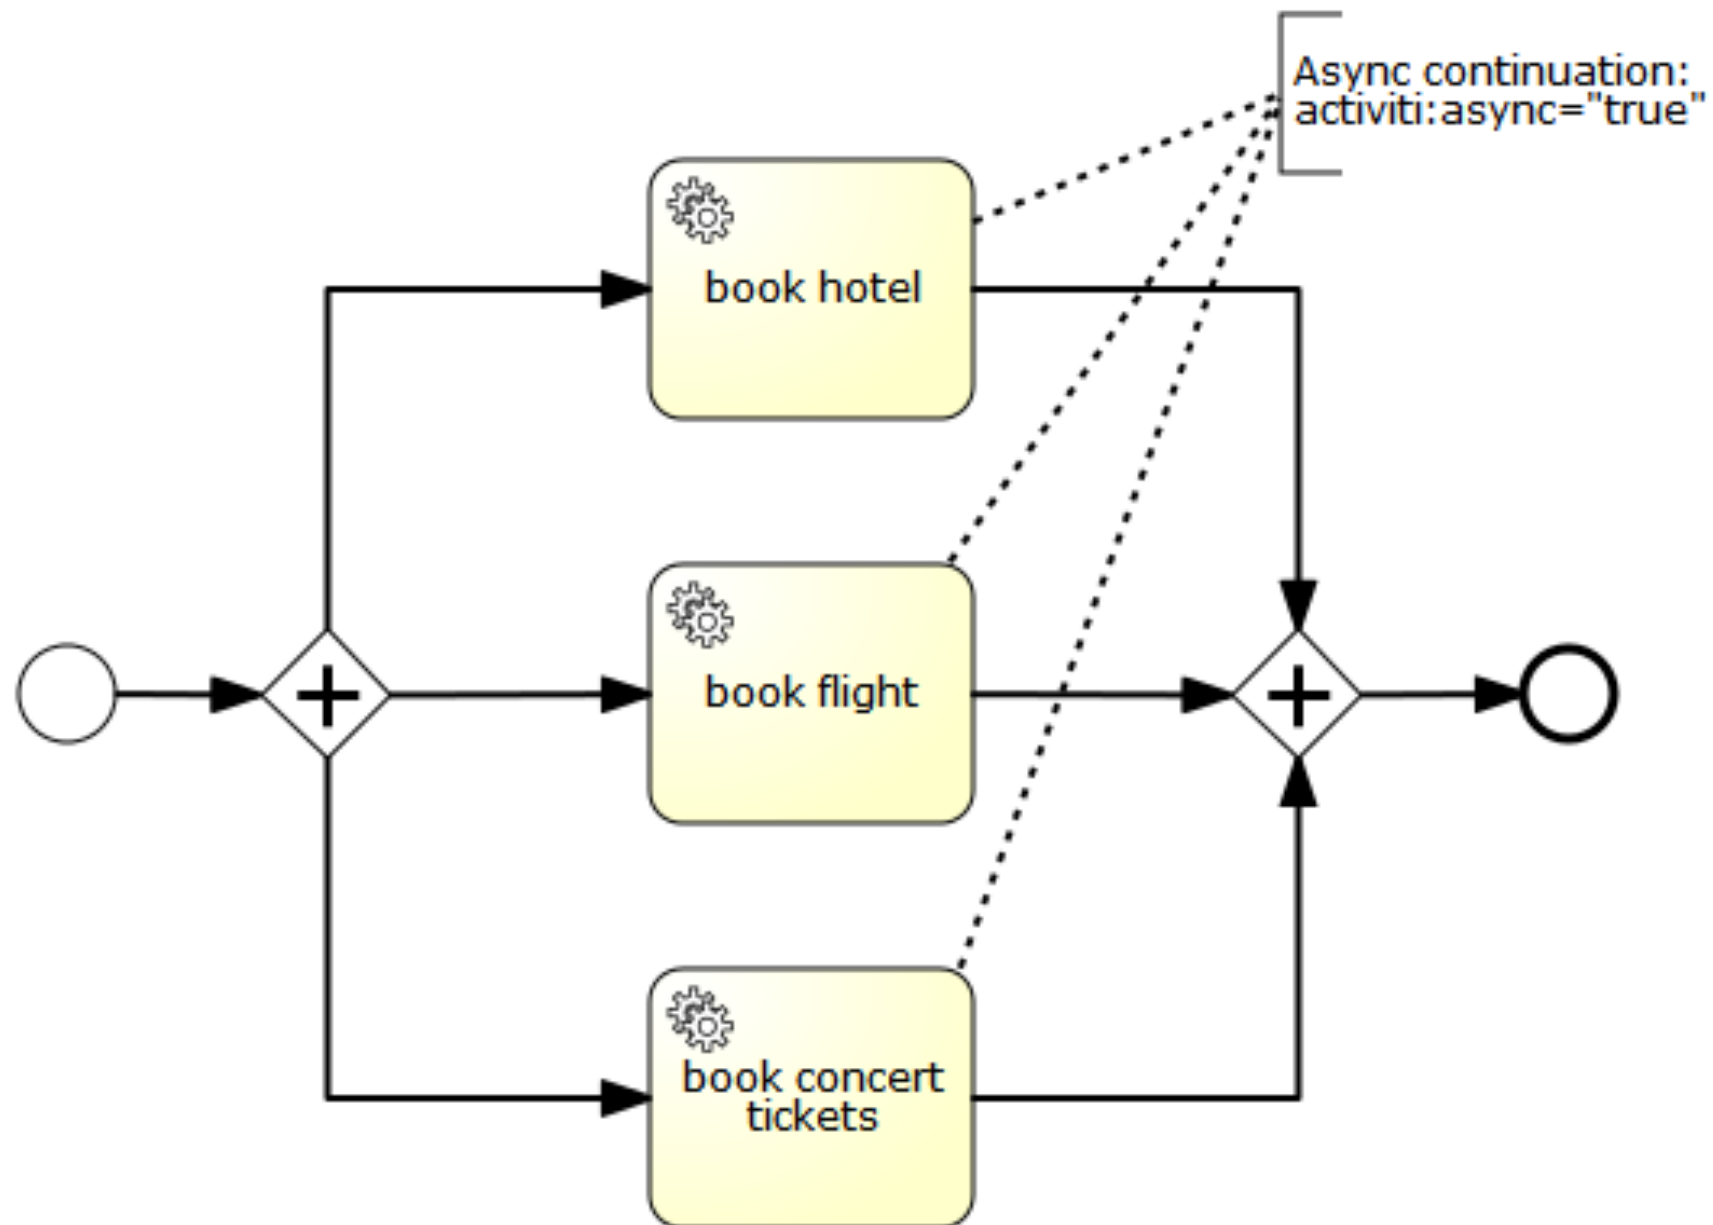 Async continuation:
activiti:async="true"
book hotel
book flight
book concert
tickets